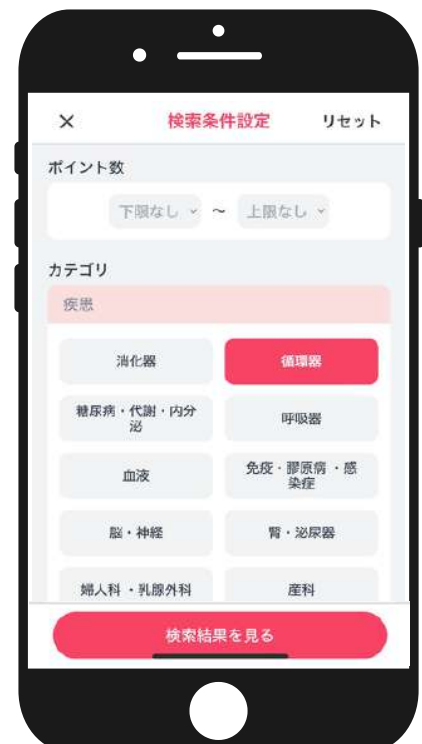 × 検索条件設定 リセット
ポイント数
下限なし ~ 上限なし
カテゴリ
疾患
消化器 循環器
糖尿病・代謝・内分
泌
呼吸器
血液
免疫・膠原病・感
染症
脳・神経 腎・泌尿器
婦人科・乳腺外科 産科
検索結果を見る